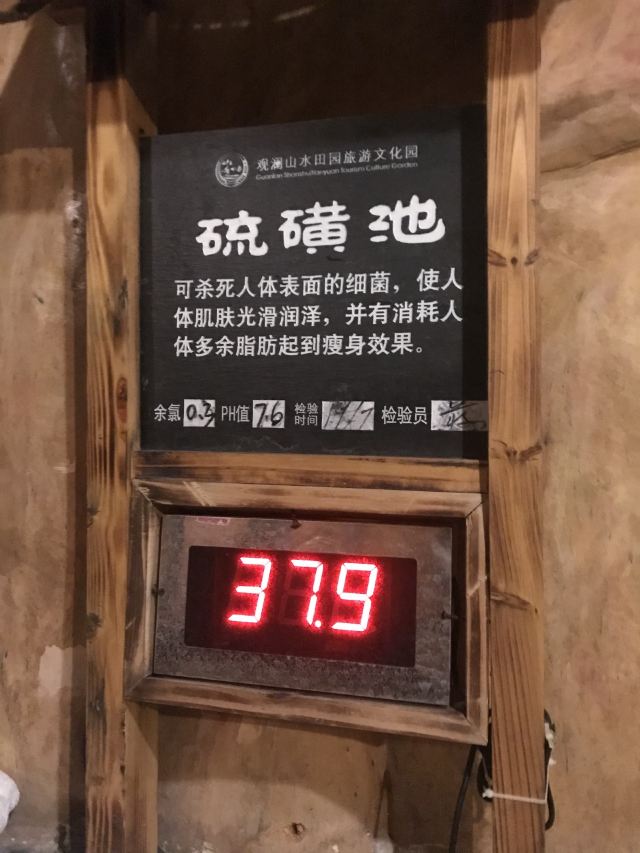 观澜山水田园旅游文化园
Guanlan Shanshuitianyuan Tourism Culture Garden
硫磺池
可杀死人体表面的细菌，使人
体肌肤光滑润泽，并有消耗人
体多余脂肪起到瘦身效果。
余氯 0.3 PH值 7.6 检验时间 检验员
37.9